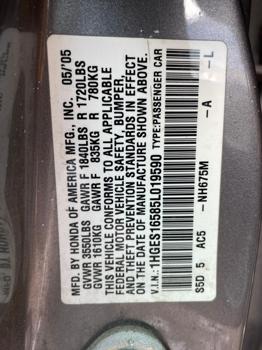 MFD. BY HONDA OF AMERICA MFG., INC. 05/'05
GVWR 3550LBS GAWR F 1840LBS R 1720LBS
GVWR 1610KG GAWR F 835KG R 780KG
THIS VEHICLE CONFORMS TO ALL APPLICABLE
FEDERAL MOTOR VEHICLE SAFETY, BUMPER,
AND THEFT PREVENTION STANDARDS IN EFFECT ON
THE DATE OF MANUFACTURE SHOWN ABOVE.
V.I.N.: 1HGES16585L019590 TYPE:PASSENGER CAR
S5D 5 AC5 -NH675M -A -L